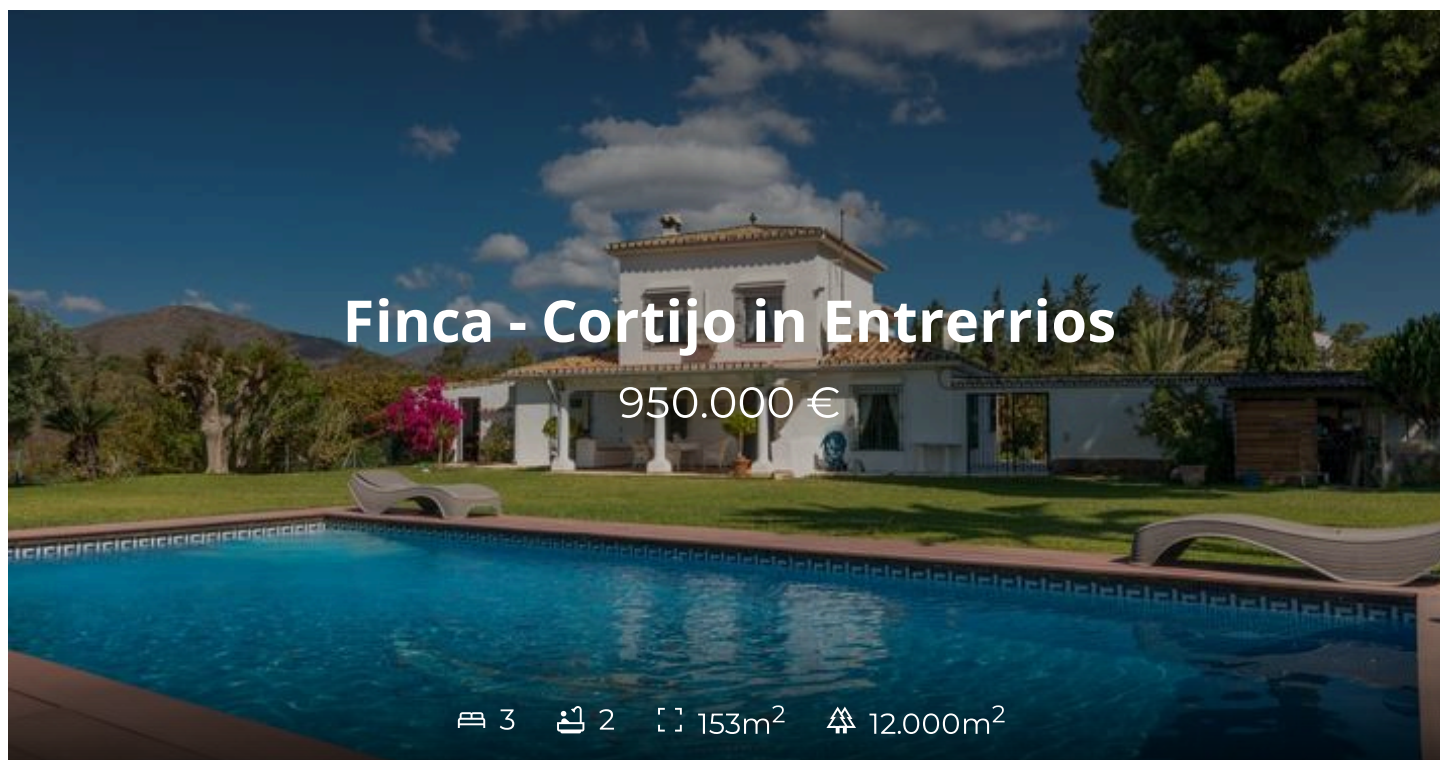 Finca - Cortijo in Entrerrios
950.000 €
3 2 153m² 12.000m²